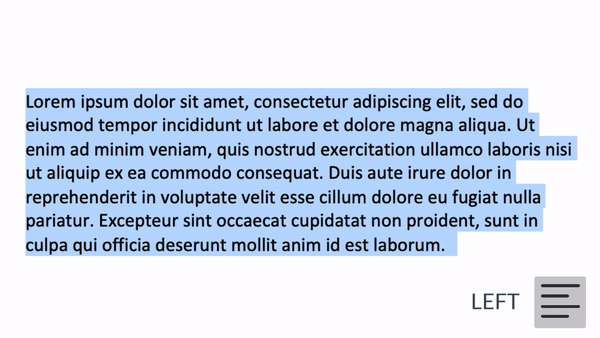 Lorem ipsum dolor sit amet, consectetur adipiscing elit, sed do
eiusmod tempor incididunt ut labore et dolore magna aliqua. Ut
enim ad minim veniam, quis nostrud exercitation ullamco laboris nisi
ut aliquip ex ea commodo consequat. Duis aute irure dolor in
reprehenderit in voluptate velit esse cillum dolore eu fugiat nulla
pariatur. Excepteur sint occaecat cupidatat non proident, sunt in
culpa qui officia deserunt mollit anim id est laborum.
LEFT